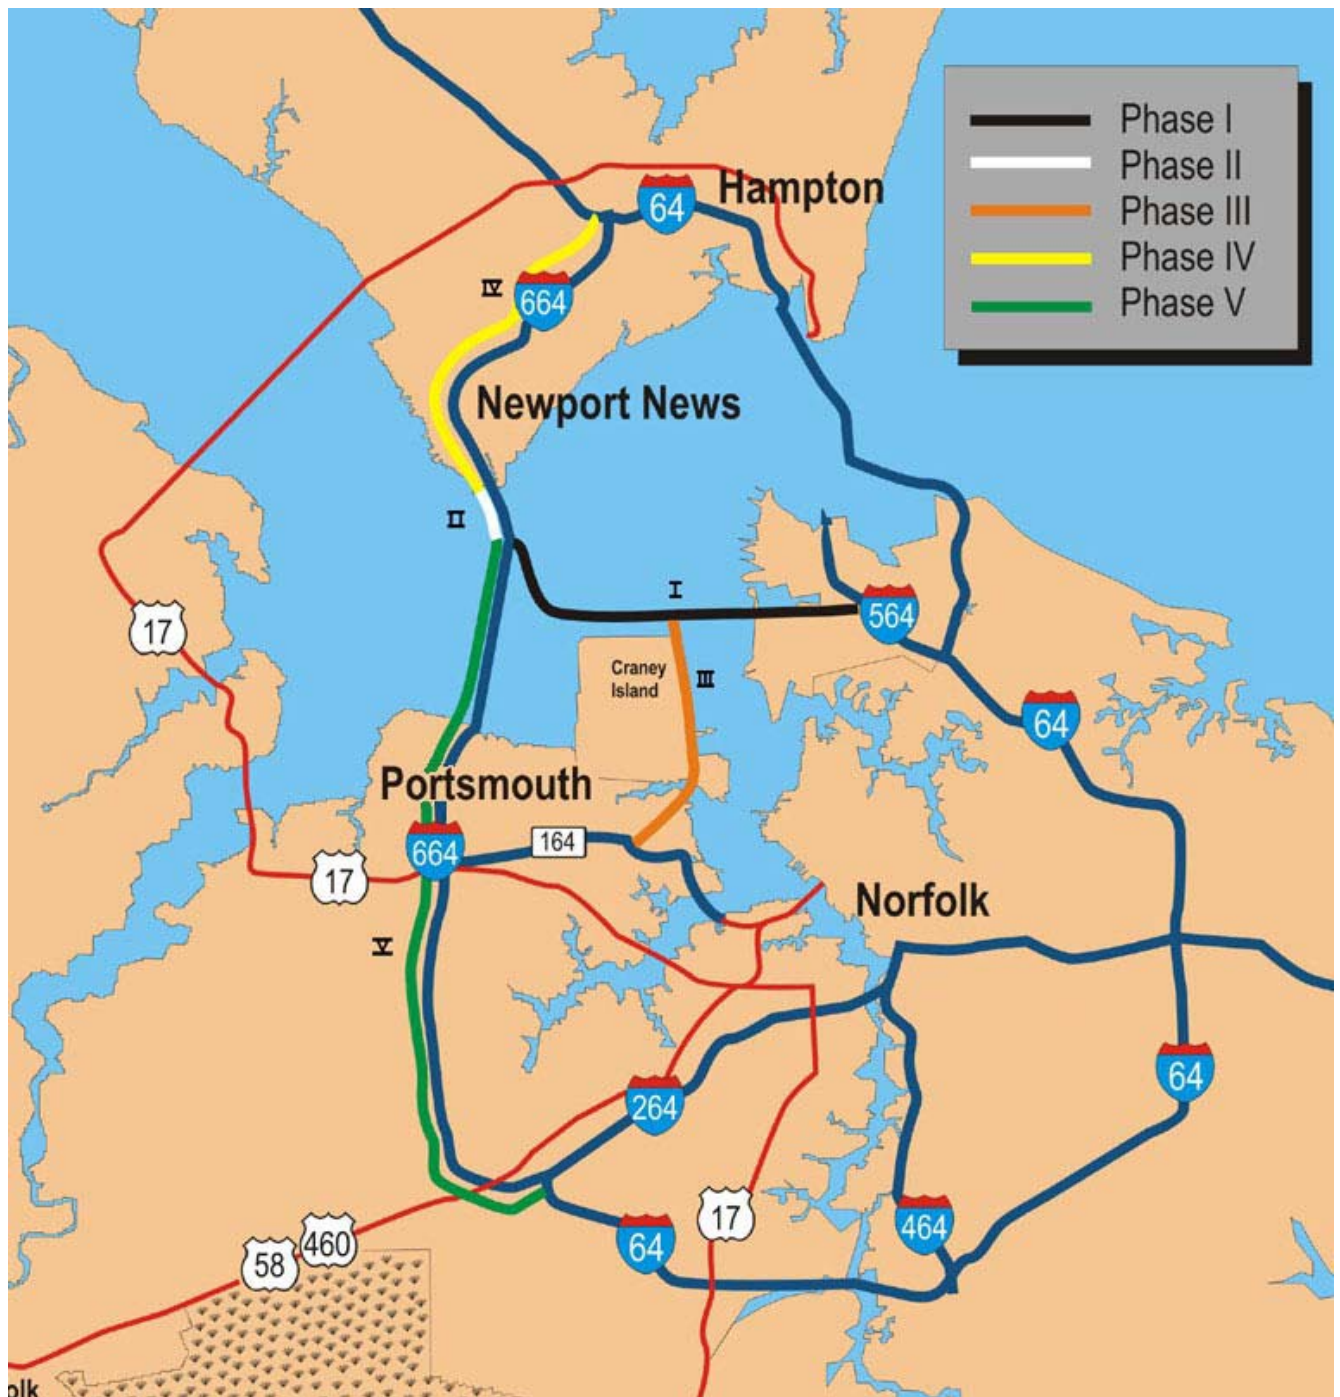 Phase I
Phase II
Phase III
Phase IV
Phase V
Hampton
64
IV
664
Newport News
II
I
564
17
Craney
Island
III
64
Portsmouth
164
664
17
Norfolk
V
64
264
17
464
460
64
58
olk